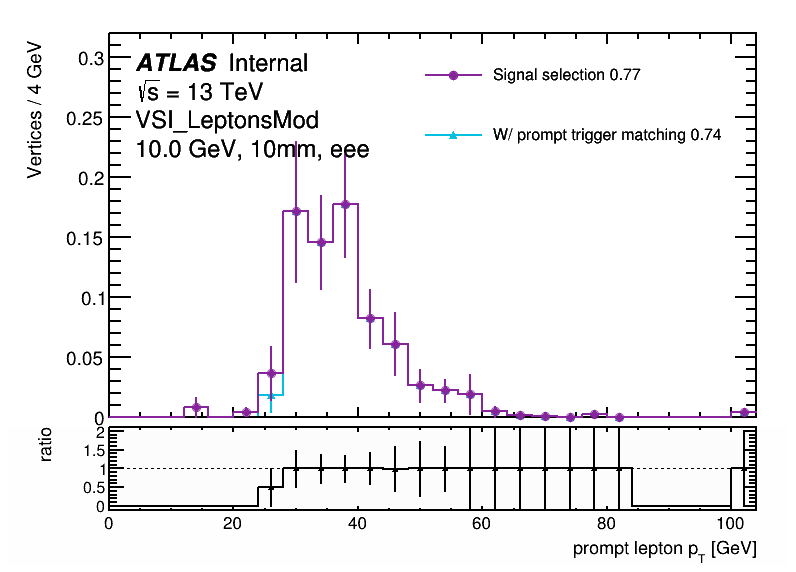 ATLAS Internal
√s = 13 TeV
VSI_LeptonsMod
10.0 GeV, 10mm, eee
Signal selection 0.77
W/ prompt trigger matching 0.74
Vertices / 4 GeV
0.3
0.25
0.2
0.15
0.1
0.05
0
ratio
2
1.5
1
0.5
0
0 20 40 60 80 100
prompt lepton p_T [GeV]